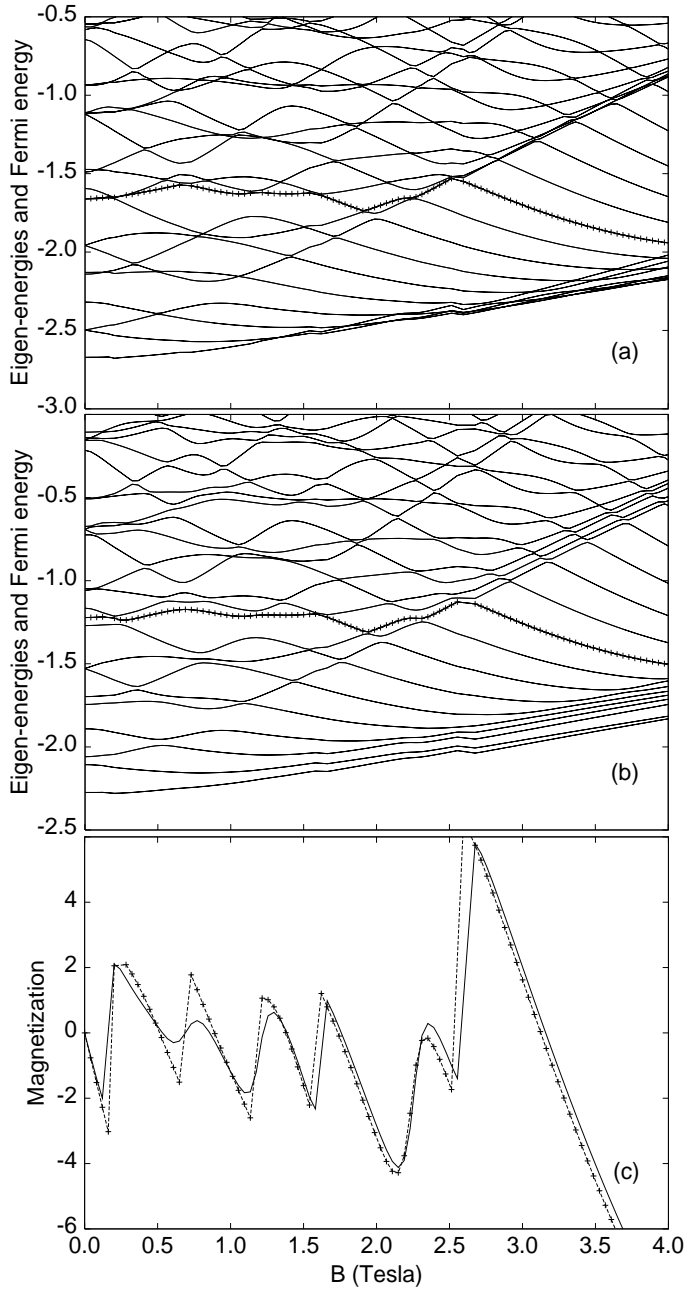 Eigen-energies and Fermi energy
-0.5
-1.0
-1.5
-2.0
-2.5
-3.0
(a)
Eigen-energies and Fermi energy
-0.5
-1.0
-1.5
-2.0
-2.5
(b)
Magnetization
4
2
0
-2
-4
-6
(c)
0.0 0.5 1.0 1.5 2.0 2.5 3.0 3.5 4.0
B (Tesla)